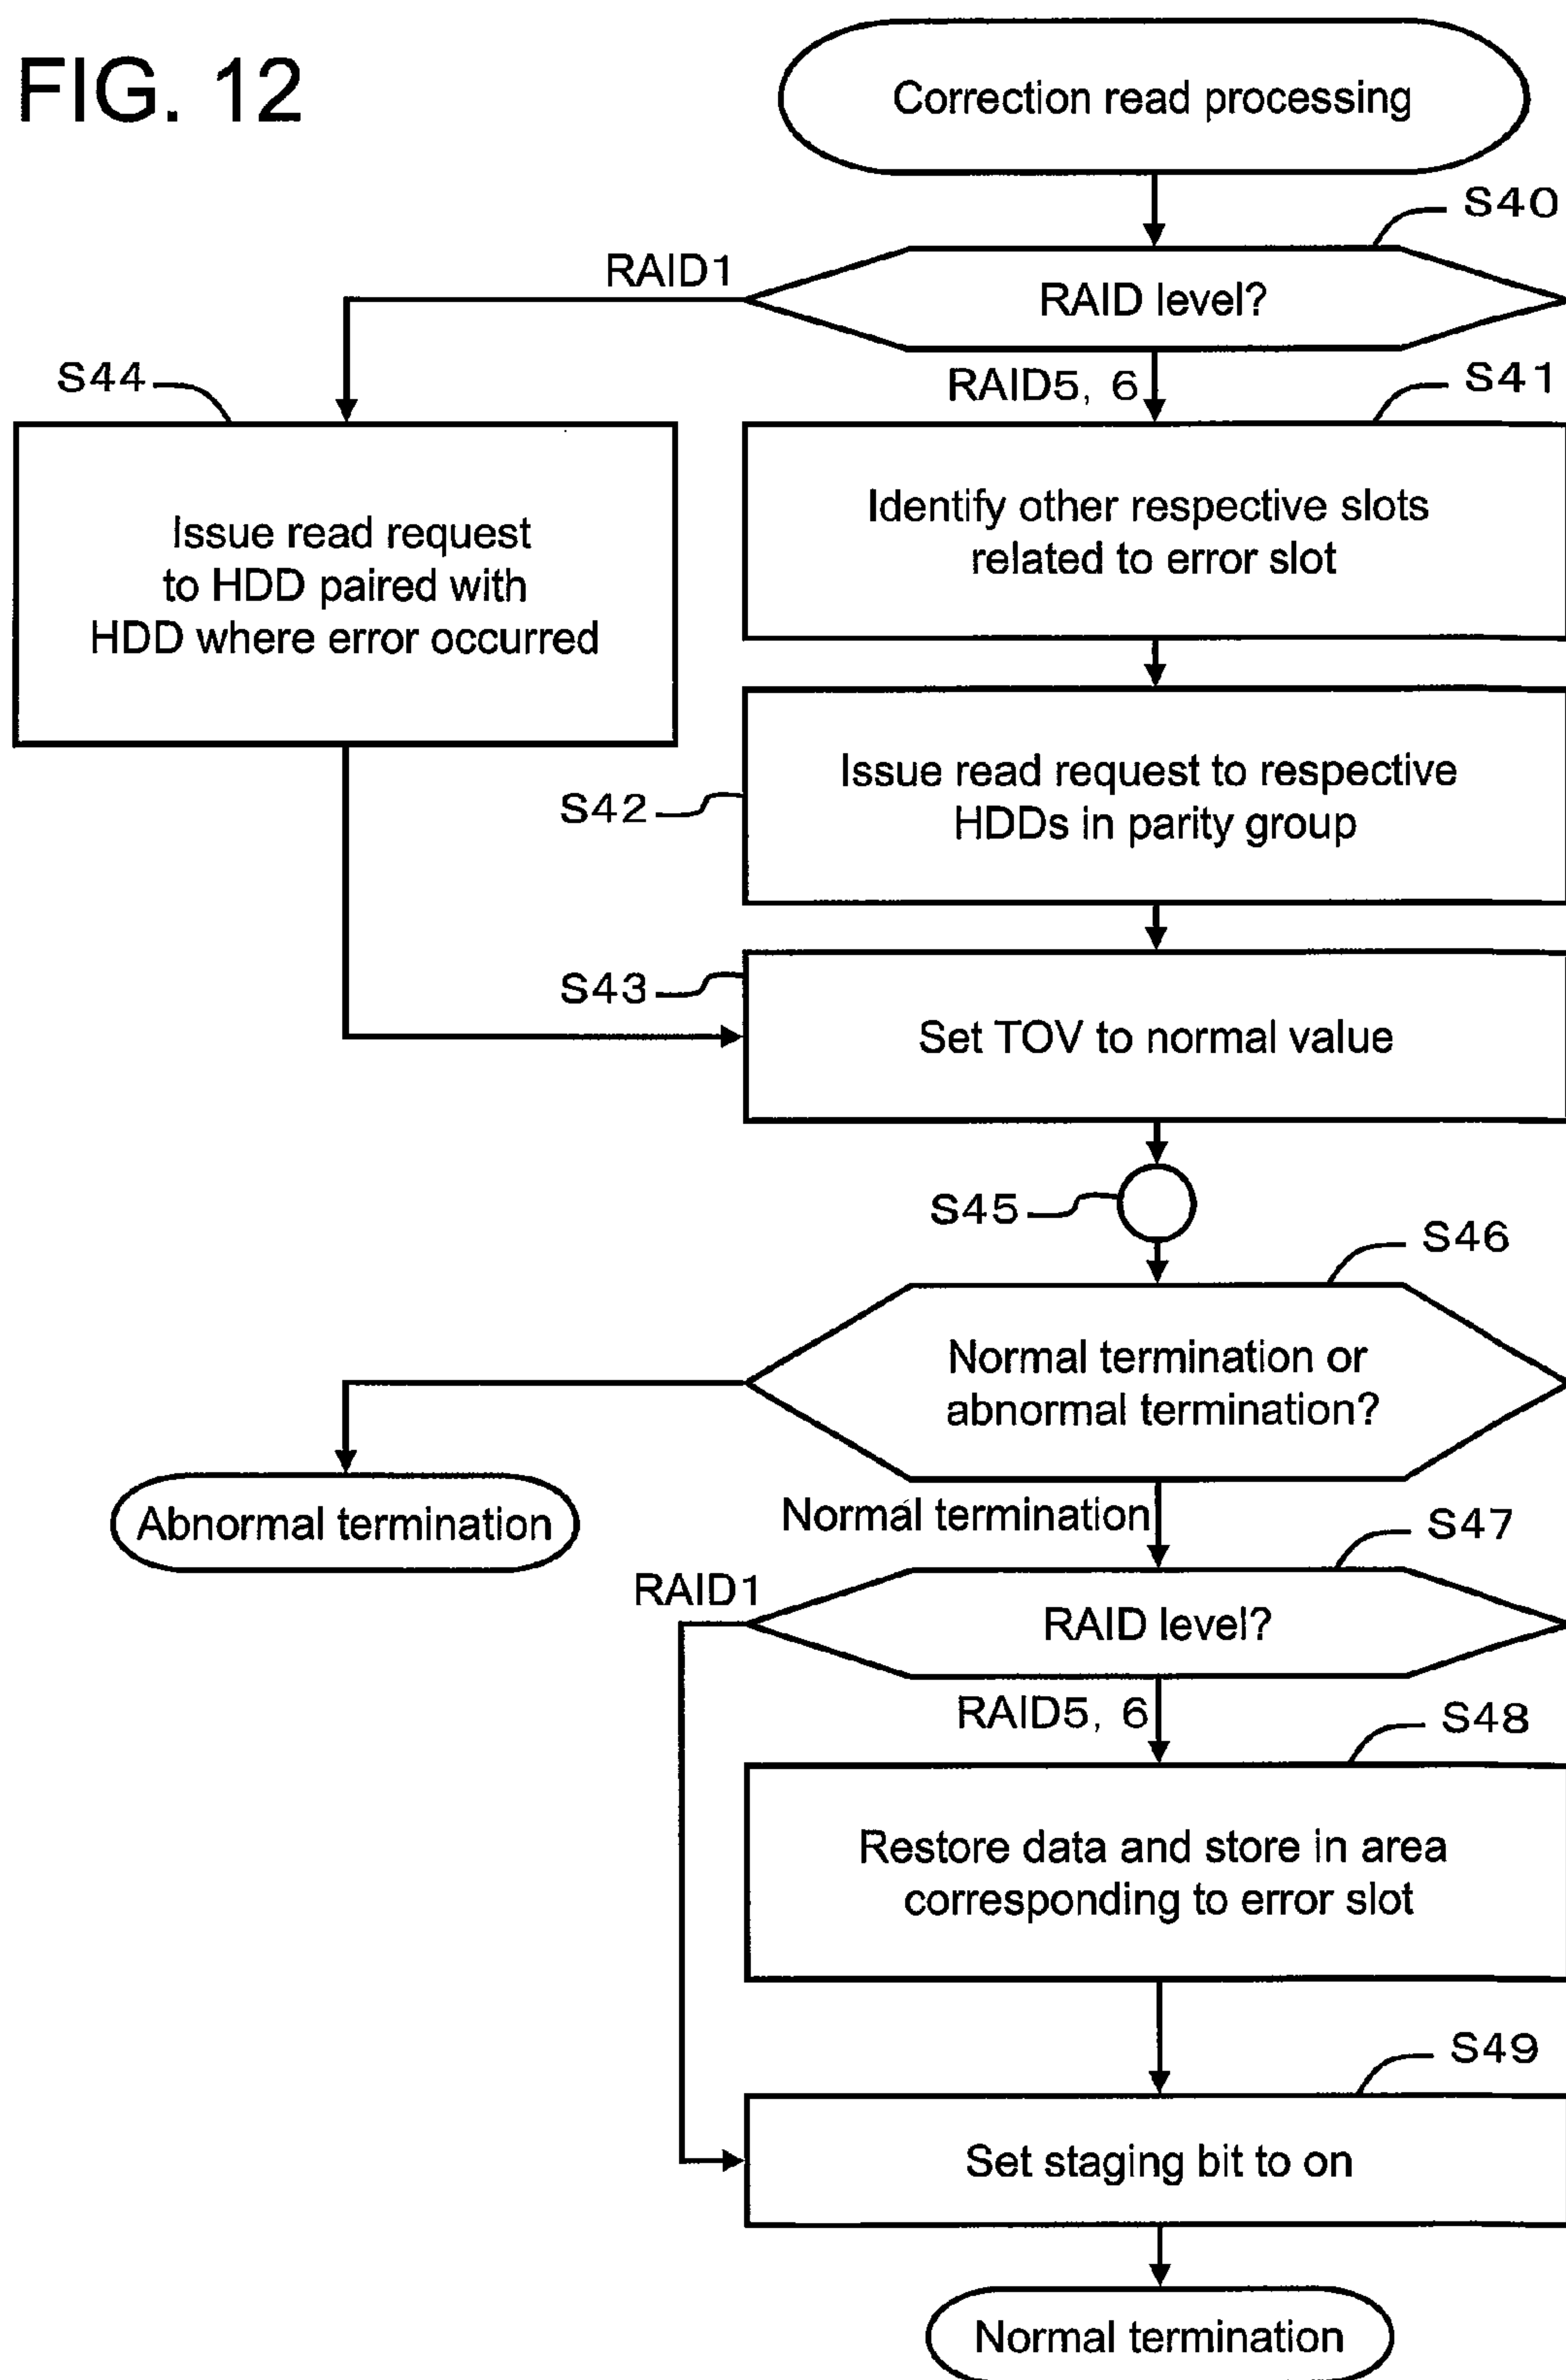 FIG. 12
Correction read processing
S40
RAID1
RAID level?
S44
RAID5, 6
S41
Issue read request
to HDD paired with
HDD where error occurred
Identify other respective slots
related to error slot
S42
Issue read request to respective
HDDs in parity group
S43
Set TOV to normal value
S45
S46
Normal termination or
abnormal termination?
Abnormal termination
Normal termination
S47
RAID1
RAID level?
RAID5, 6
S48
Restore data and store in area
corresponding to error slot
S49
Set staging bit to on
Normal termination